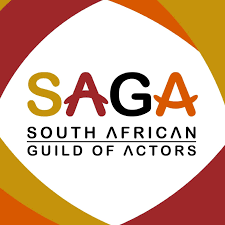 SAGA
SOUTH AFRICAN
GUILD OF ACTORS